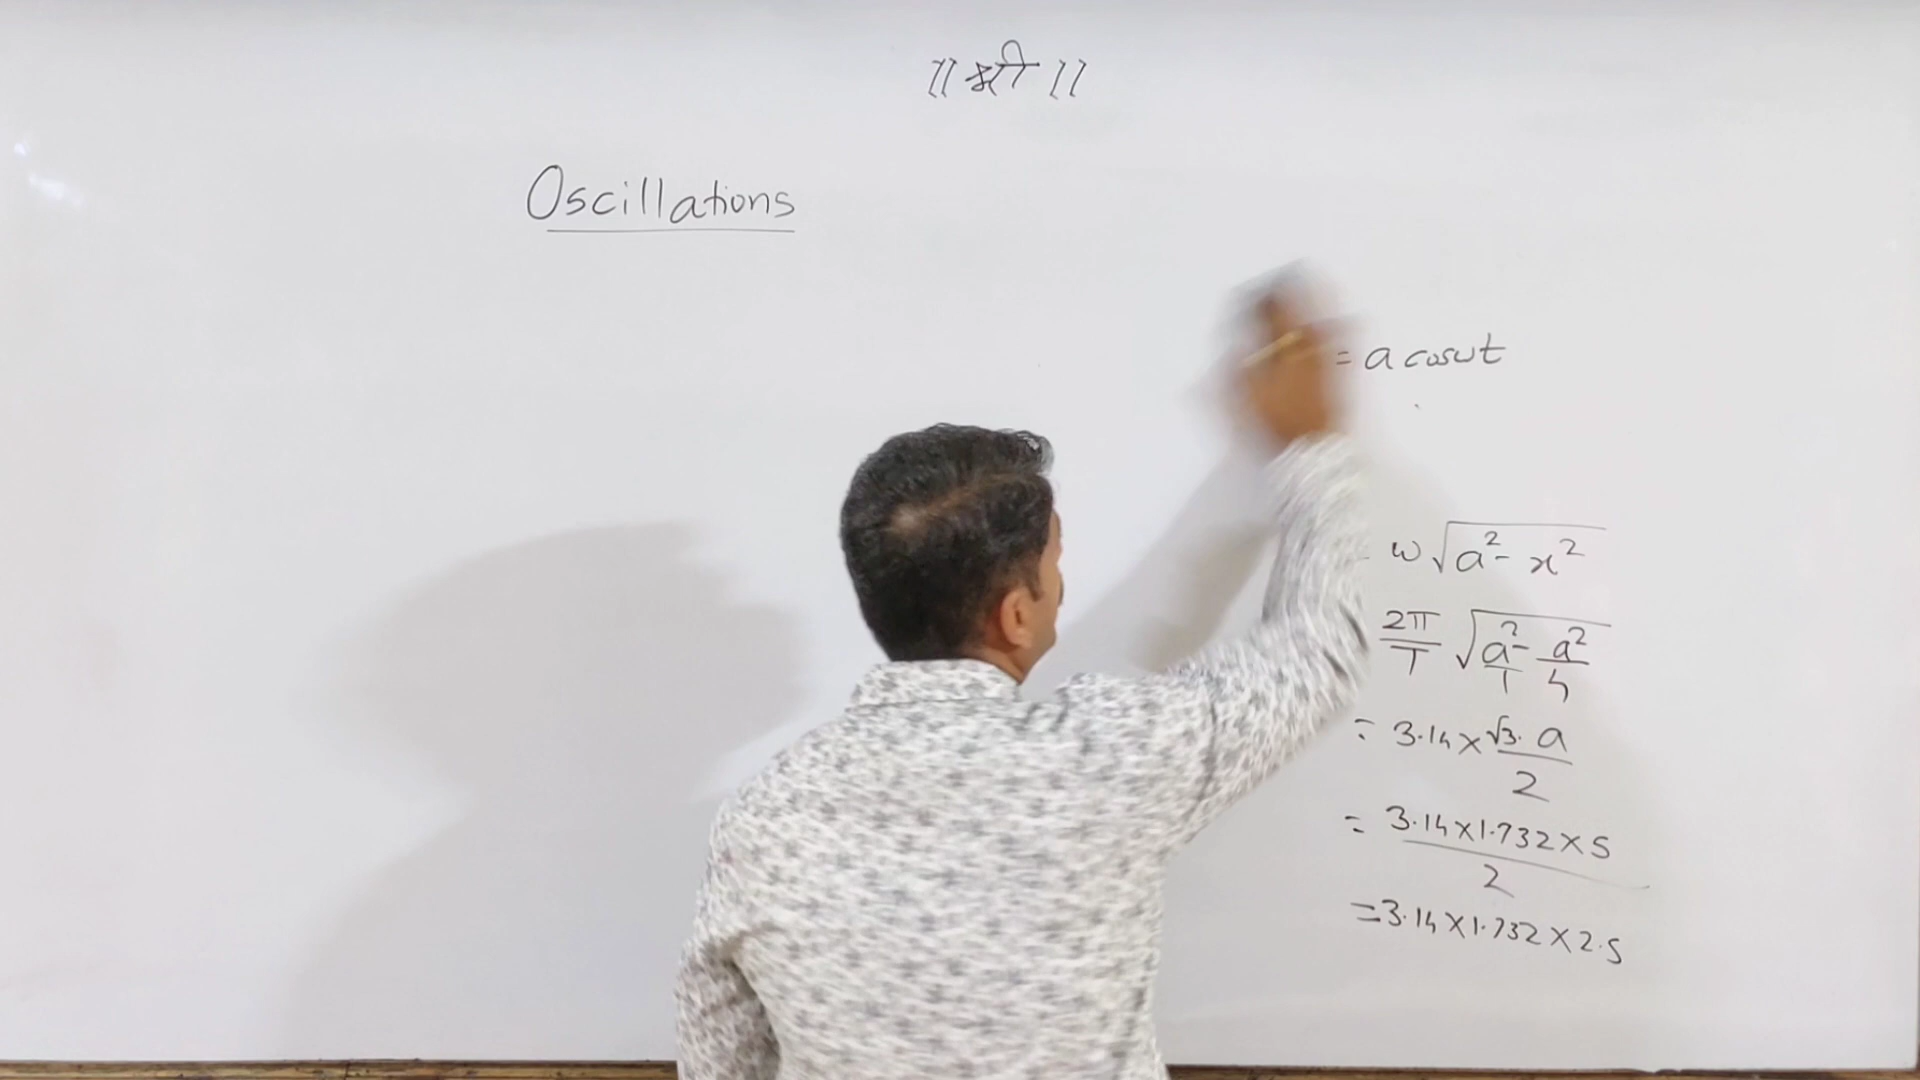 || श्री ||
Oscillations
= a cosωt
ω√a² - x²
2π/T √a²/1 - a²/4
= 3.14 × √3. a/2
= 3.14 × 1.732 × 5/2
= 3.14 × 1.732 × 2.5